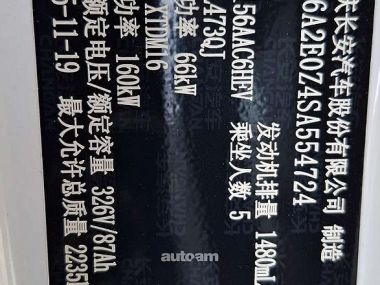 庆长安汽车股份有限公司 制造
6A2E0Z4SA554724
发动机排量 1480mL
56AAC6HEV 乘坐人数 5
473QJ
功率 66kW
X1DM16
功率 160kW
额定电压/额定容量 326V/87Ah
5-11-19 最大允许总质量 2235
autoam